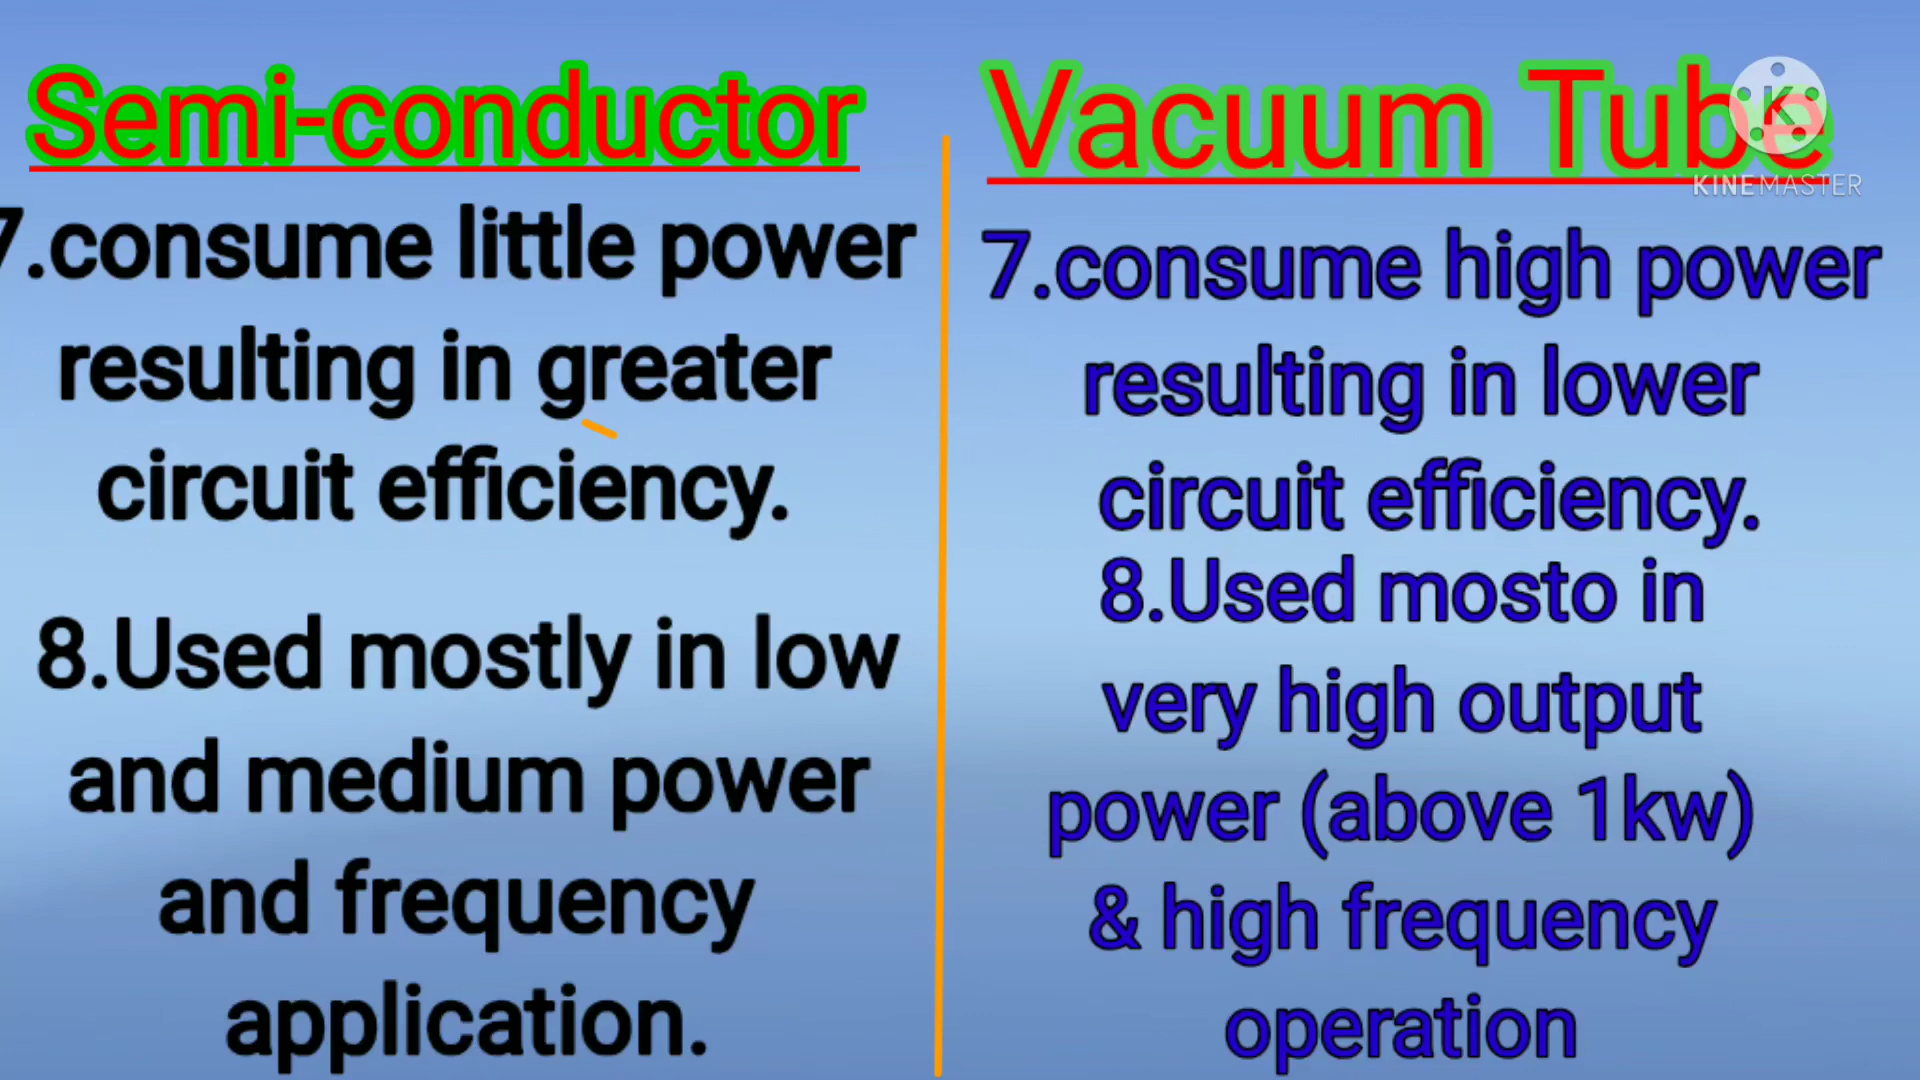 Semi-conductor
7.consume little power
resulting in greater
circuit efficiency.
8.Used mostly in low
and medium power
and frequency
application.
Vacuum Tube
KINEMASTER
7.consume high power
resulting in lower
circuit efficiency.
8.Used mosto in
very high output
power (above 1kw)
& high frequency
operation